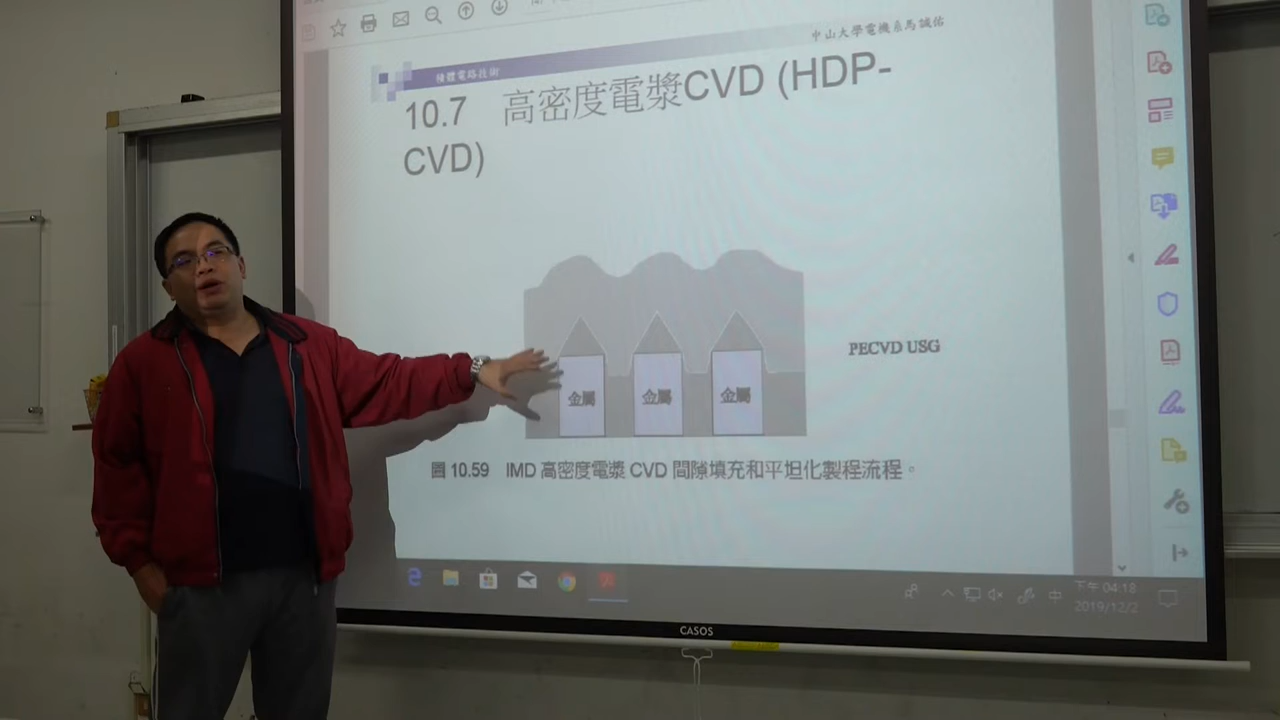 中山大學電機系馬誠佑
積體電路技術
10.7 高密度電漿CVD (HDP-
CVD)
PECVD USG
金屬 金屬 金屬
圖 10.59 IMD 高密度電漿 CVD 間隙填充和平坦化製程流程。
中
下午 04:18
2019/12/2
CASOS